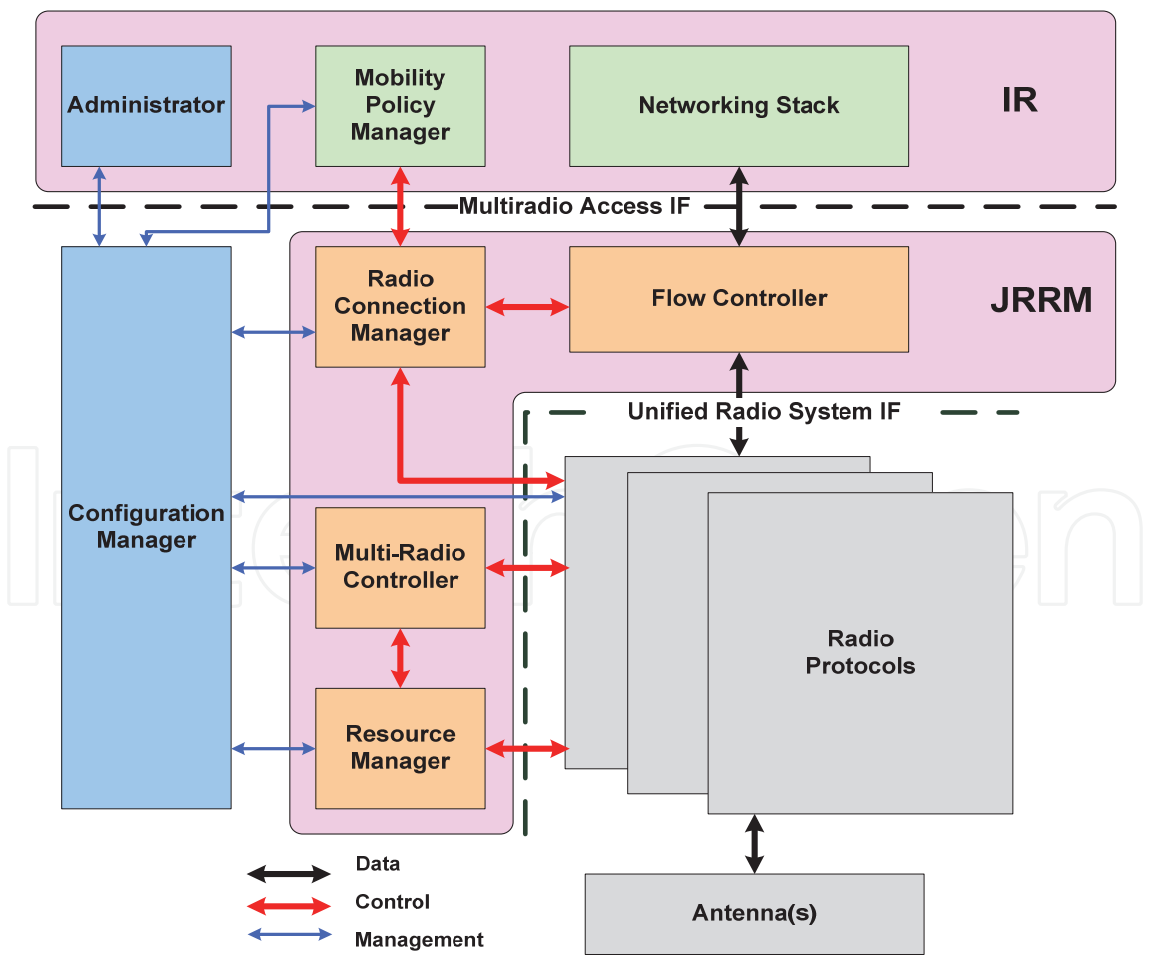 Administrator
Mobility
Policy
Manager
Networking Stack
IR
Multiradio Access IF
Radio
Connection
Manager
Flow Controller
JRRM
Unified Radio System IF
Configuration
Manager
Multi-Radio
Controller
Radio
Protocols
Resource
Manager
Data
Control
Management
Antenna(s)